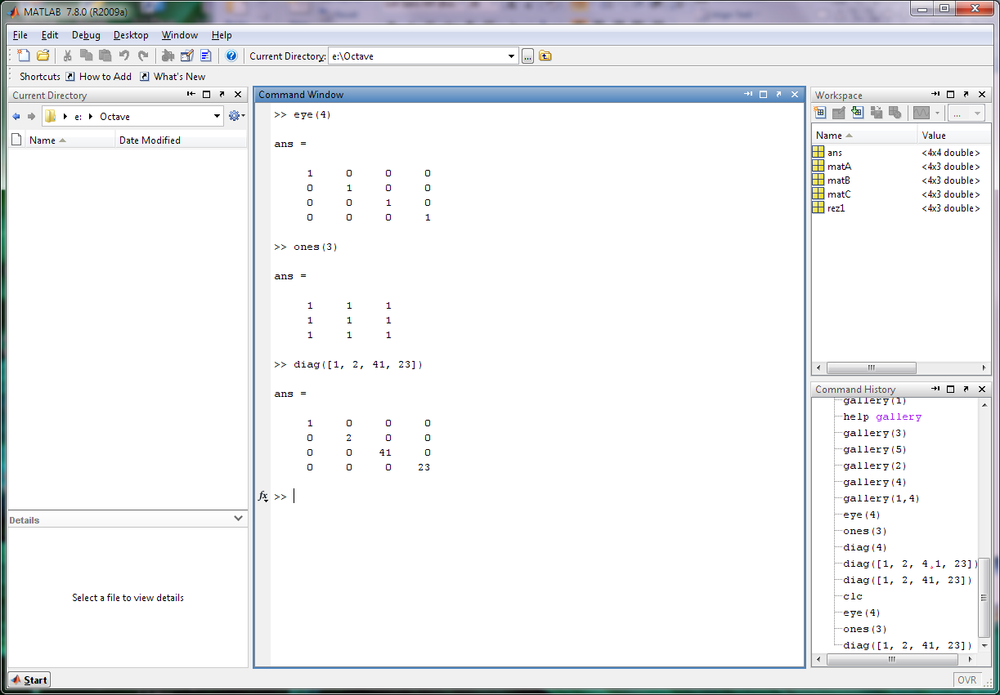 MATLAB 7.8.0 (R2009a)
File Edit Debug Desktop Window Help
Current Directory: e:\Octave ...
Shortcuts How to Add What's New
Current Directory
e: Octave
Name Date Modified
Details
Select a file to view details
Start
Command Window
>> eye(4)
ans =
1 0 0 0
0 1 0 0
0 0 1 0
0 0 0 1
>> ones(3)
ans =
1 1 1
1 1 1
1 1 1
>> diag([1, 2, 41, 23])
ans =
1 0 0 0
0 2 0 0
0 0 41 0
0 0 0 23
fx >>
Workspace
...
Name Value
ans <4x4 double>
matA <4x3 double>
matB <4x3 double>
matC <4x3 double>
rez1 <4x3 double>
Command History
gallery(1)
help gallery
gallery(3)
gallery(5)
gallery(2)
gallery(4)
gallery(1,4)
eye(4)
ones(3)
diag(4)
diag([1, 2, 4¸1, 23])
diag([1, 2, 41, 23])
clc
eye(4)
ones(3)
diag([1, 2, 41, 23])
OVR